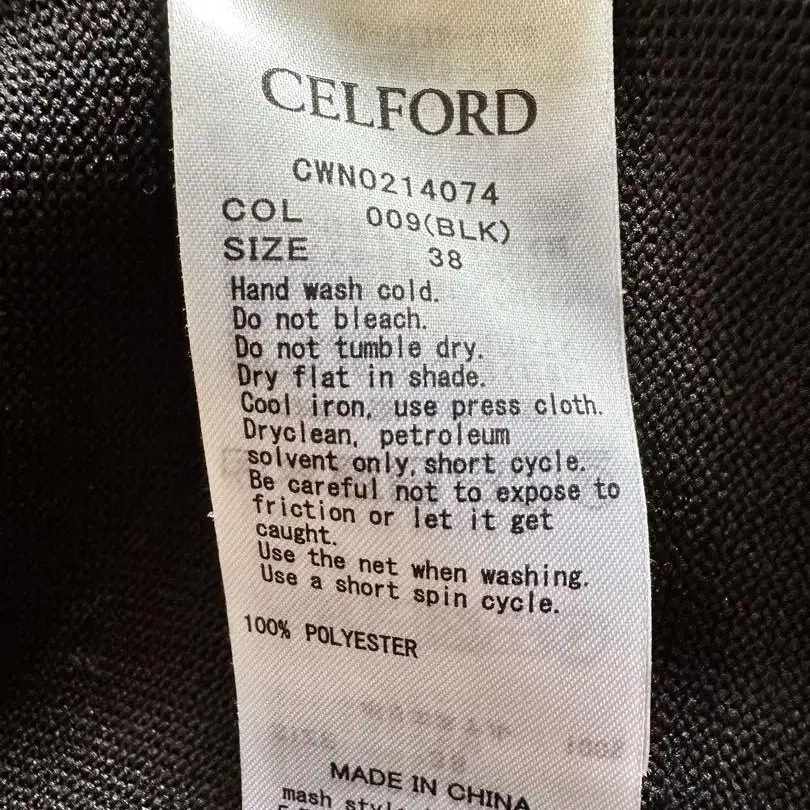 CELFORD
CWNO214074
COL 009(BLK)
SIZE 38
Hand wash cold.
Do not bleach.
Do not tumble dry.
Dry flat in shade.
Cool iron, use press cloth.
Dryclean, petroleum
solvent only, short cycle.
Be careful not to expose to
friction or let it get
caught.
Use the net when washing.
Use a short spin cycle.
100% POLYESTER
MADE IN CHINA
mash